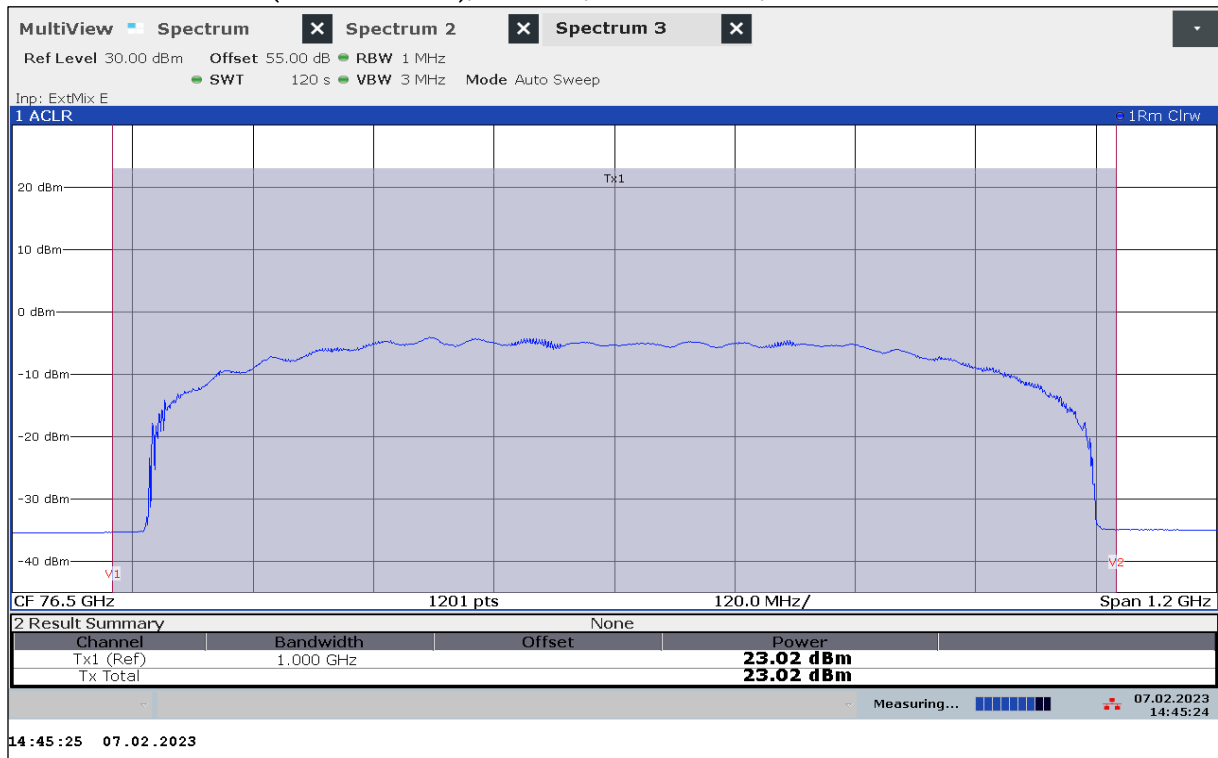 MultiView Spectrum X Spectrum 2 X Spectrum 3 X
Ref Level 30.00 dBm Offset 55.00 dB RBW 1 MHz
SWT 120 s VBW 3 MHz Mode Auto Sweep
Inp: ExtMix E
1 ACLR 1Rm Clrw
Tx1
20 dBm
10 dBm
0 dBm
-10 dBm
-20 dBm
-30 dBm
-40 dBm
V1 V2
CF 76.5 GHz 1201 pts 120.0 MHz/ Span 1.2 GHz
2 Result Summary None
Channel Bandwidth Offset Power
Tx1 (Ref) 1.000 GHz 23.02 dBm
Tx Total 23.02 dBm
Measuring... 07.02.2023
14:45:24
14:45:25 07.02.2023